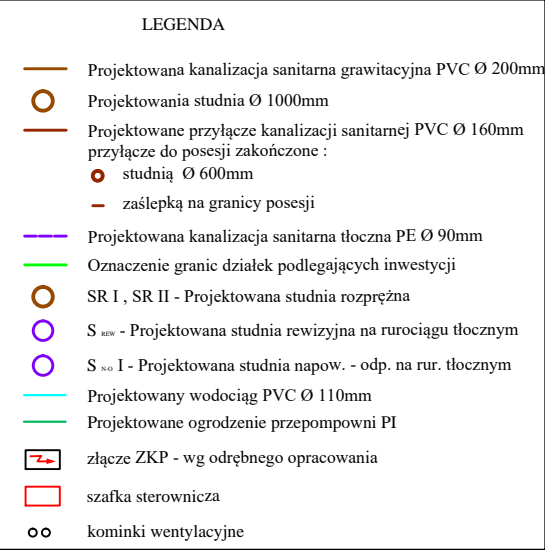 LEGENDA
Projektowana kanalizacja sanitarna grawitacyjna PVC Ø 200mm
Projektowania studnia Ø 1000mm
Projektowane przyłącze kanalizacji sanitarnej PVC Ø 160mm
przyłącze do posesji zakończone :
studnią Ø 600mm
zaślepką na granicy posesji
Projektowana kanalizacja sanitarna tłoczna PE Ø 90mm
Oznaczenie granic działek podlegających inwestycji
SR I , SR II - Projektowana studnia rozprężna
S REW - Projektowana studnia rewizyjna na rurociągu tłocznym
S N-O I - Projektowana studnia napow. - odp. na rur. tłocznym
Projektowany wodociąg PVC Ø 110mm
Projektowane ogrodzenie przepompowni PI
złącze ZKP - wg odrębnego opracowania
szafka sterownicza
kominki wentylacyjne